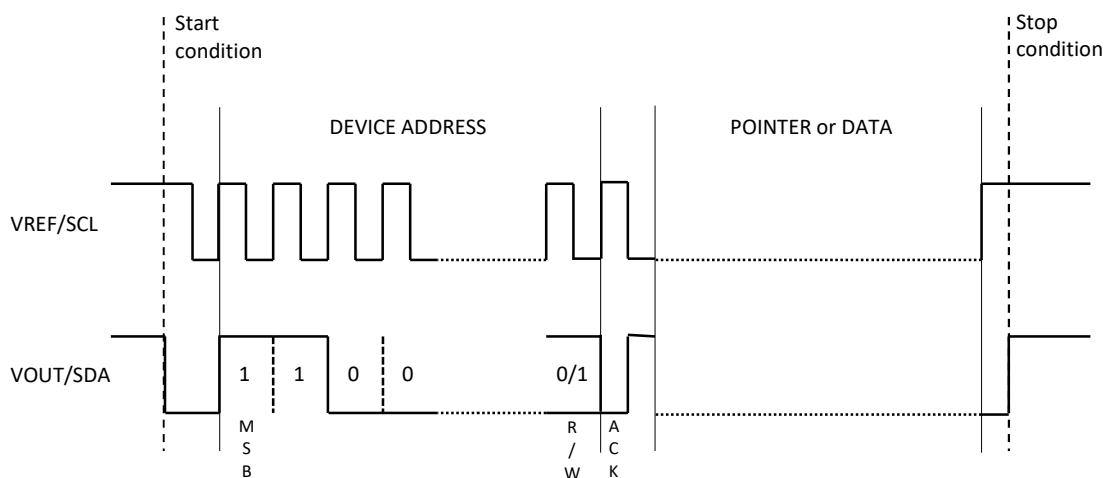 Start
condition
Stop
condition
DEVICE ADDRESS
POINTER or DATA
VREF/SCL
VOUT/SDA
1
1
0
0
0/1
M
S
B
R
/
W
A
C
K